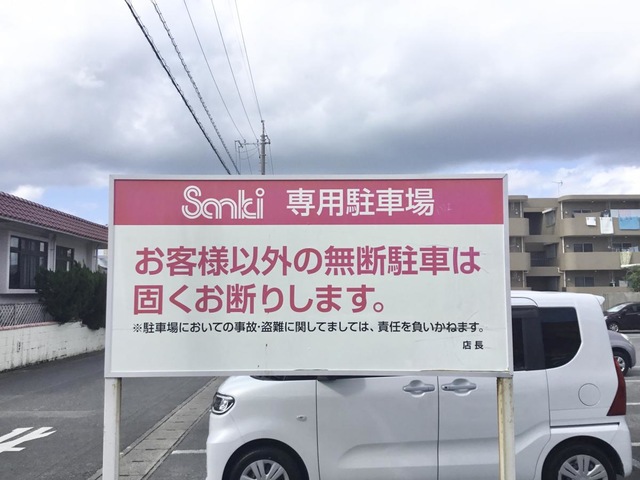 Sanki 専用駐車場
お客様以外の無断駐車は
固くお断りします。
※駐車場においての事故・盗難に関してましては、責任を負いかねます。
店長